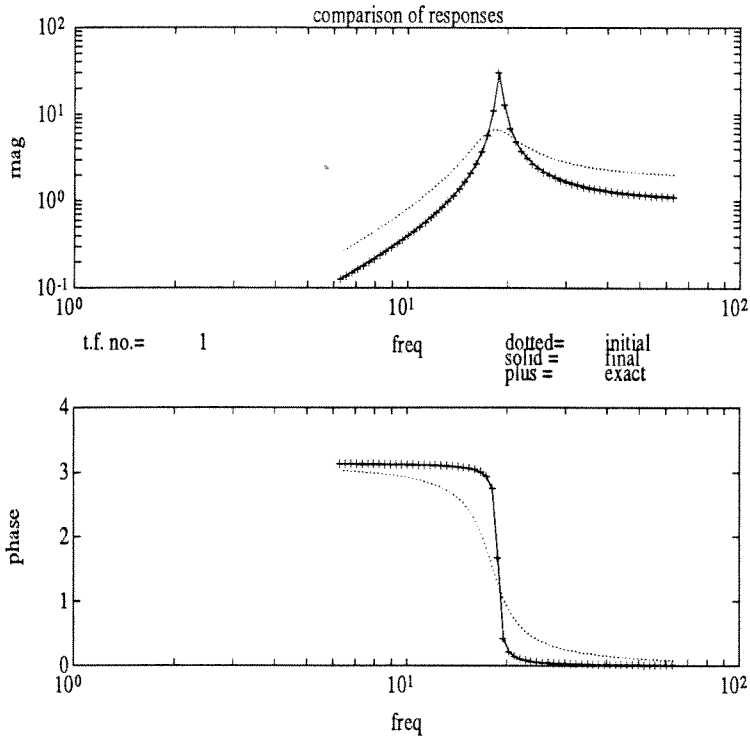 comparison of responses
10²
10¹
10⁰
10⁻¹
mag
10⁰
10¹
10²
t.f. no.= 1
freq
dotted= initial
solid = final
plus = exact
4
3
2
1
0
phase
10⁰
10¹
10²
freq